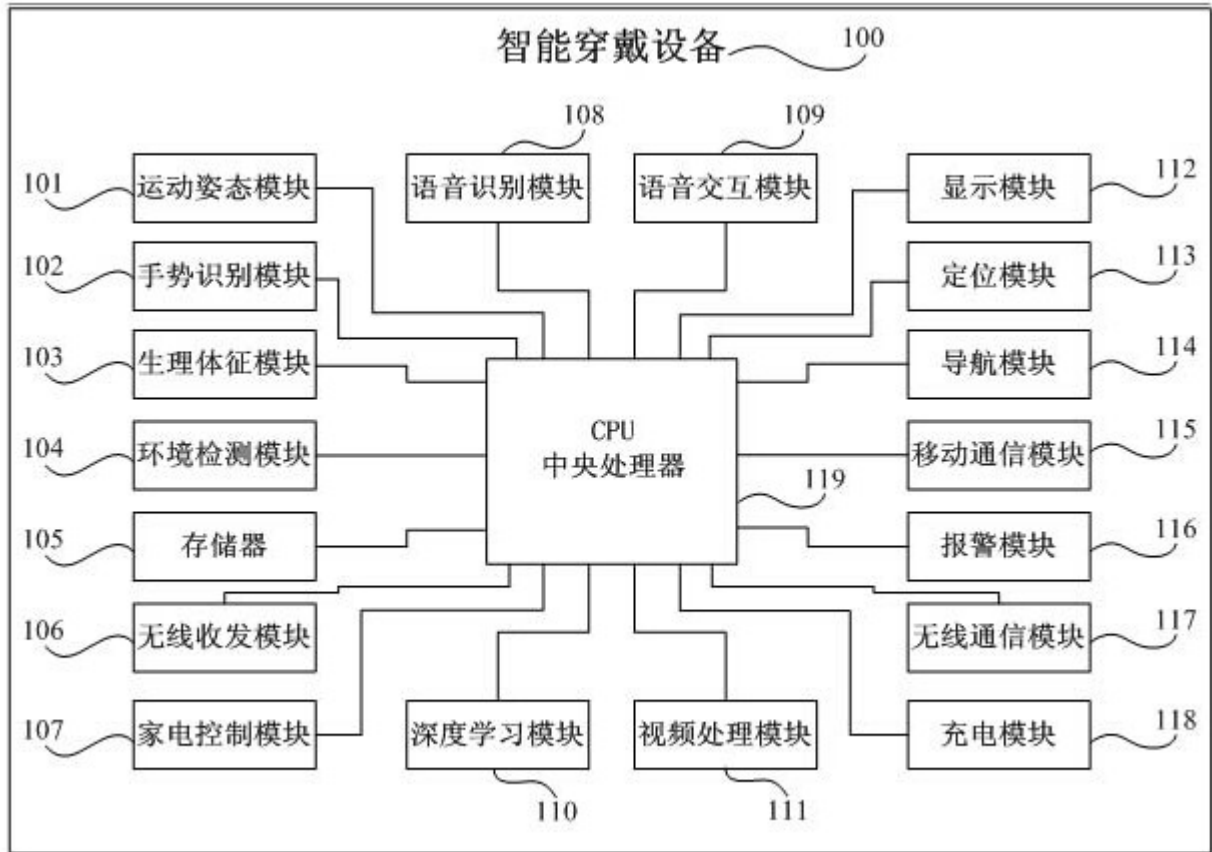 智能穿戴设备
100
108
109
101
运动姿态模块
语音识别模块
语音交互模块
显示模块
112
102
手势识别模块
定位模块
113
103
生理体征模块
导航模块
114
104
环境检测模块
CPU
中央处理器
移动通信模块
115
119
105
存储器
报警模块
116
106
无线收发模块
无线通信模块
117
107
家电控制模块
深度学习模块
视频处理模块
充电模块
118
110
111